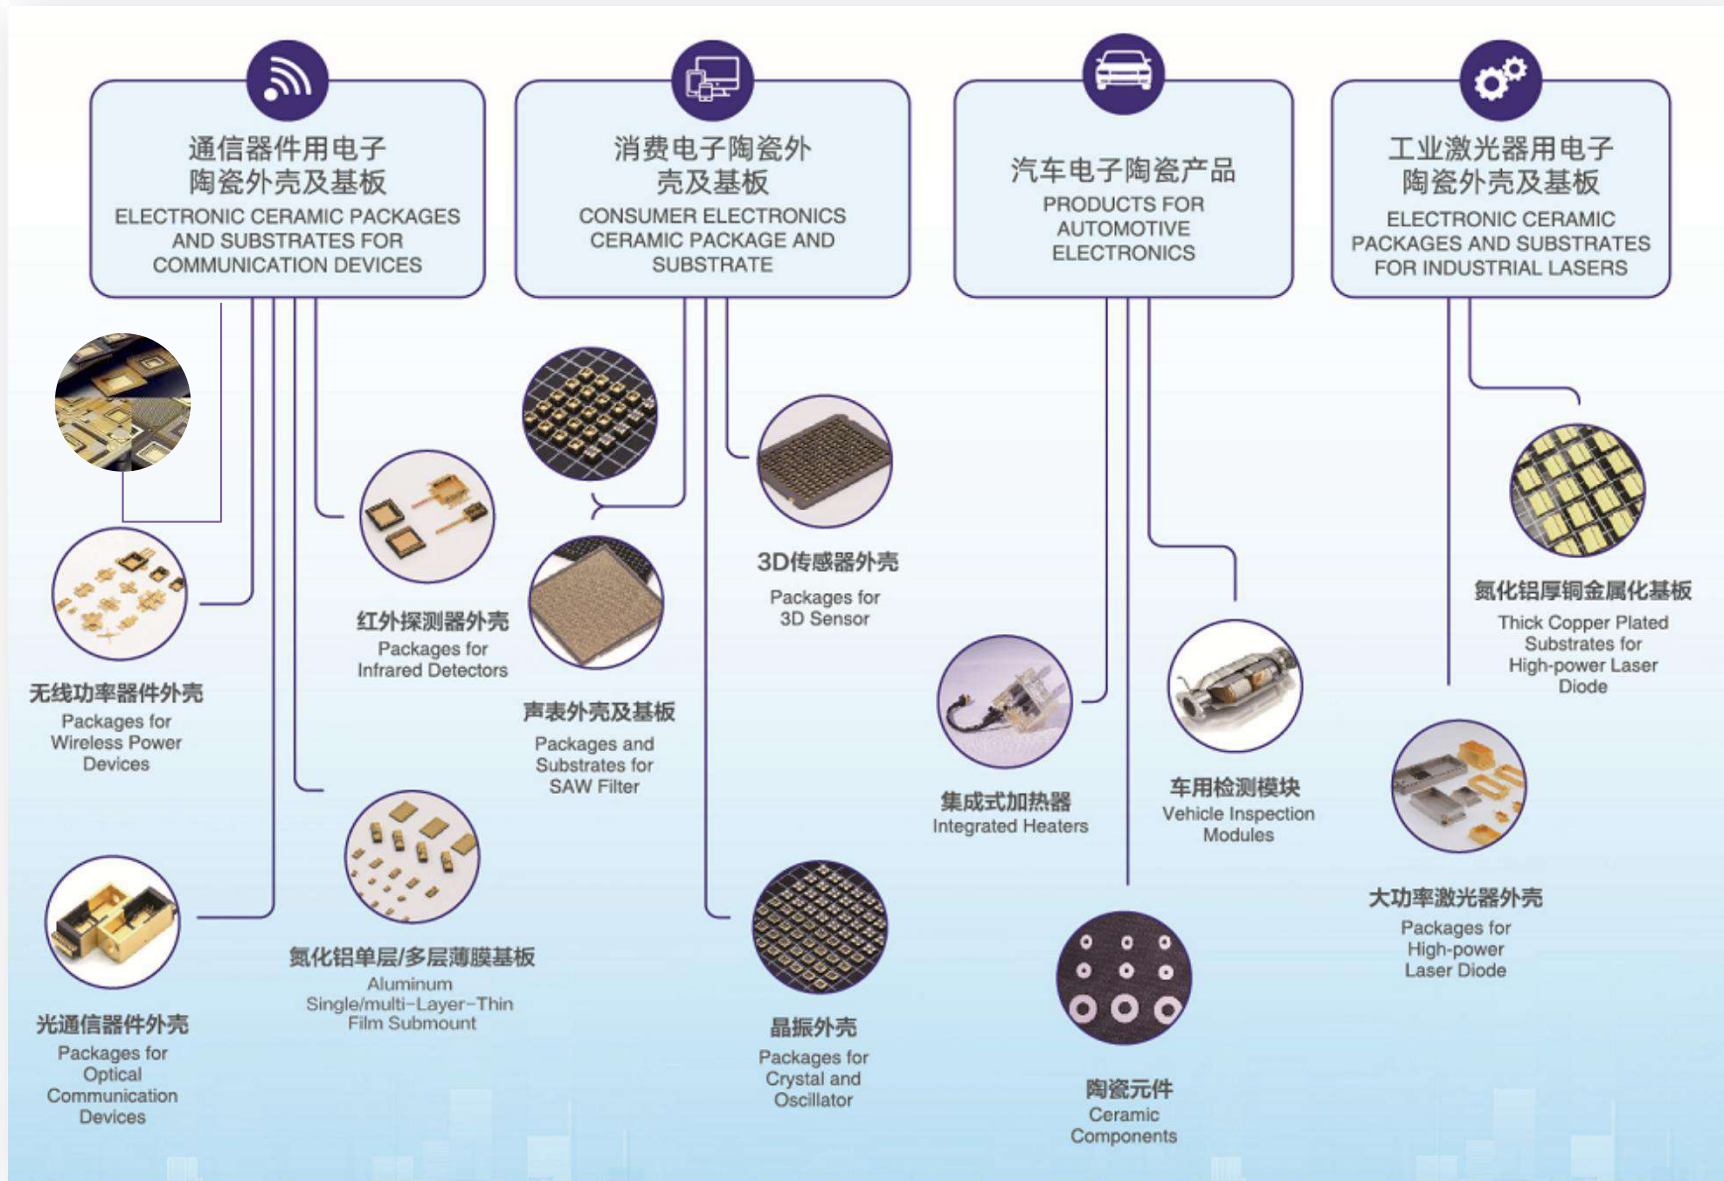 通信器件用电子
陶瓷外壳及基板
ELECTRONIC CERAMIC PACKAGES
AND SUBSTRATES FOR
COMMUNICATION DEVICES
消费电子陶瓷外
壳及基板
CONSUMER ELECTRONICS
CERAMIC PACKAGE AND
SUBSTRATE
汽车电子陶瓷产品
PRODUCTS FOR
AUTOMOTIVE
ELECTRONICS
工业激光器用电子
陶瓷外壳及基板
ELECTRONIC CERAMIC
PACKAGES AND SUBSTRATES
FOR INDUSTRIAL LASERS
无线功率器件外壳
Packages for
Wireless Power
Devices
光通信器件外壳
Packages for
Optical
Communication
Devices
红外探测器外壳
Packages for
Infrared Detectors
氮化铝单层/多层薄膜基板
Aluminum
Single/multi-Layer-Thin
Film Submount
声表外壳及基板
Packages and
Substrates for
SAW Filter
3D传感器外壳
Packages for
3D Sensor
晶振外壳
Packages for
Crystal and
Oscillator
集成式加热器
Integrated Heaters
车用检测模块
Vehicle Inspection
Modules
陶瓷元件
Ceramic
Components
氮化铝厚铜金属化基板
Thick Copper Plated
Substrates for
High-power Laser
Diode
大功率激光器外壳
Packages for
High-power
Laser Diode